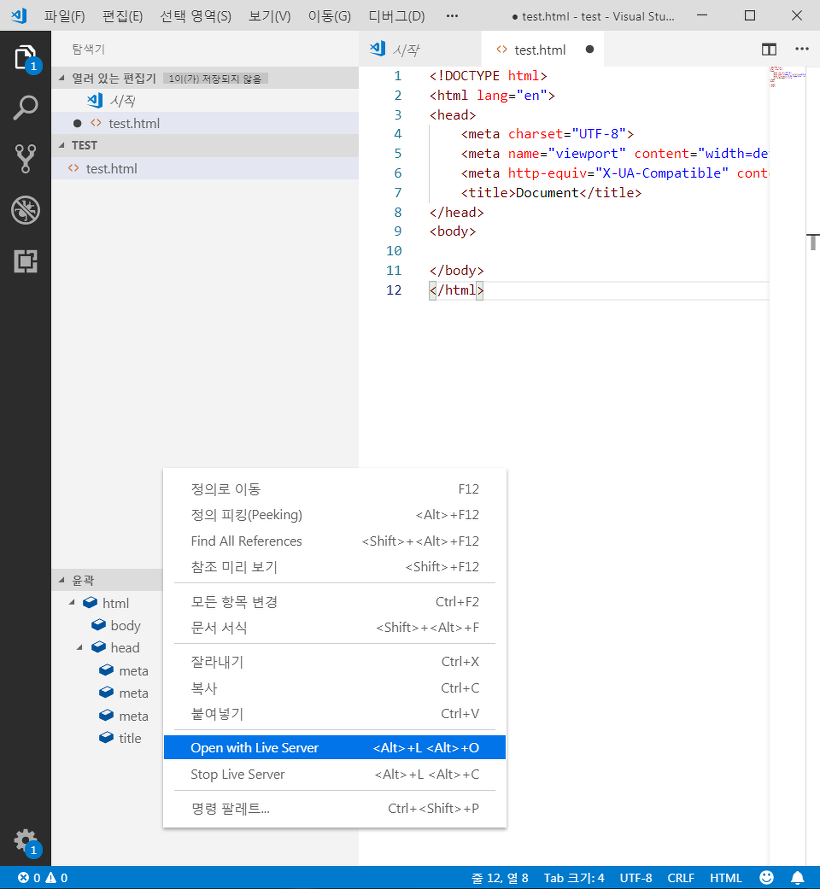 파일(F) 편집(E) 선택 영역(S) 보기(V) 이동(G) 디버그(D) ··· ● test.html - test - Visual Stu...
탐색기
열려 있는 편집기 1이(가) 저장되지 않음
시작
● test.html
TEST
test.html
1
시작
test.html ●
1 <!DOCTYPE html>
2 <html lang="en">
3 <head>
4 <meta charset="UTF-8">
5 <meta name="viewport" content="width=de
6 <meta http-equiv="X-UA-Compatible" cont
7 <title>Document</title>
8 </head>
9 <body>
10
11 </body>
12 </html>
윤곽
html
body
head
meta
meta
meta
title
정의로 이동 F12
정의 피킹(Peeking) <Alt>+F12
Find All References <Shift>+<Alt>+F12
참조 미리 보기 <Shift>+F12
모든 항목 변경 Ctrl+F2
문서 서식 <Shift>+<Alt>+F
잘라내기 Ctrl+X
복사 Ctrl+C
붙여넣기 Ctrl+V
Open with Live Server <Alt>+L <Alt>+O
Stop Live Server <Alt>+L <Alt>+C
명령 팔레트... Ctrl+<Shift>+P
1
0 0 줄 12, 열 8 Tab 크기: 4 UTF-8 CRLF HTML